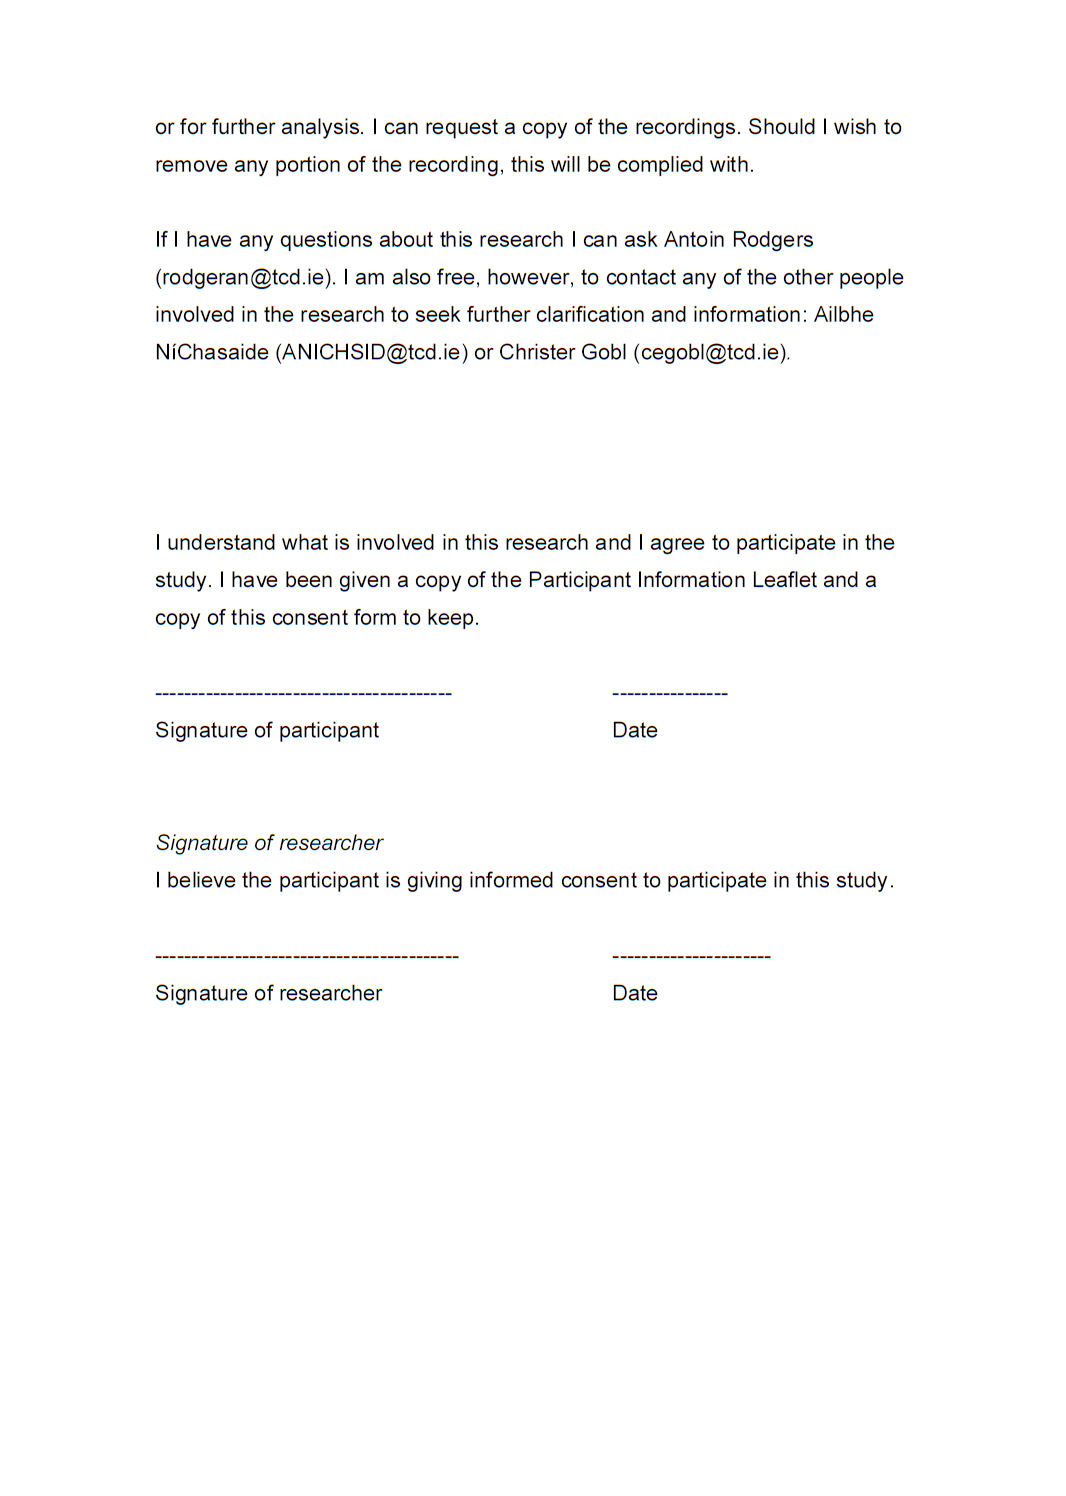 or for further analysis. I can request a copy of the recordings. Should I wish to
remove any portion of the recording, this will be complied with.
If I have any questions about this research I can ask Antoin Rodgers
(rodgeran@tcd.ie). I am also free, however, to contact any of the other people
involved in the research to seek further clarification and information: Ailbhe
NíChasaide (ANICHSID@tcd.ie) or Christer Gobl (cegobl@tcd.ie).
I understand what is involved in this research and I agree to participate in the
study. I have been given a copy of the Participant Information Leaflet and a
copy of this consent form to keep.
----------------------------------------- ----------------
Signature of participant Date
Signature of researcher
I believe the participant is giving informed consent to participate in this study.
------------------------------------------ ----------------------
Signature of researcher Date